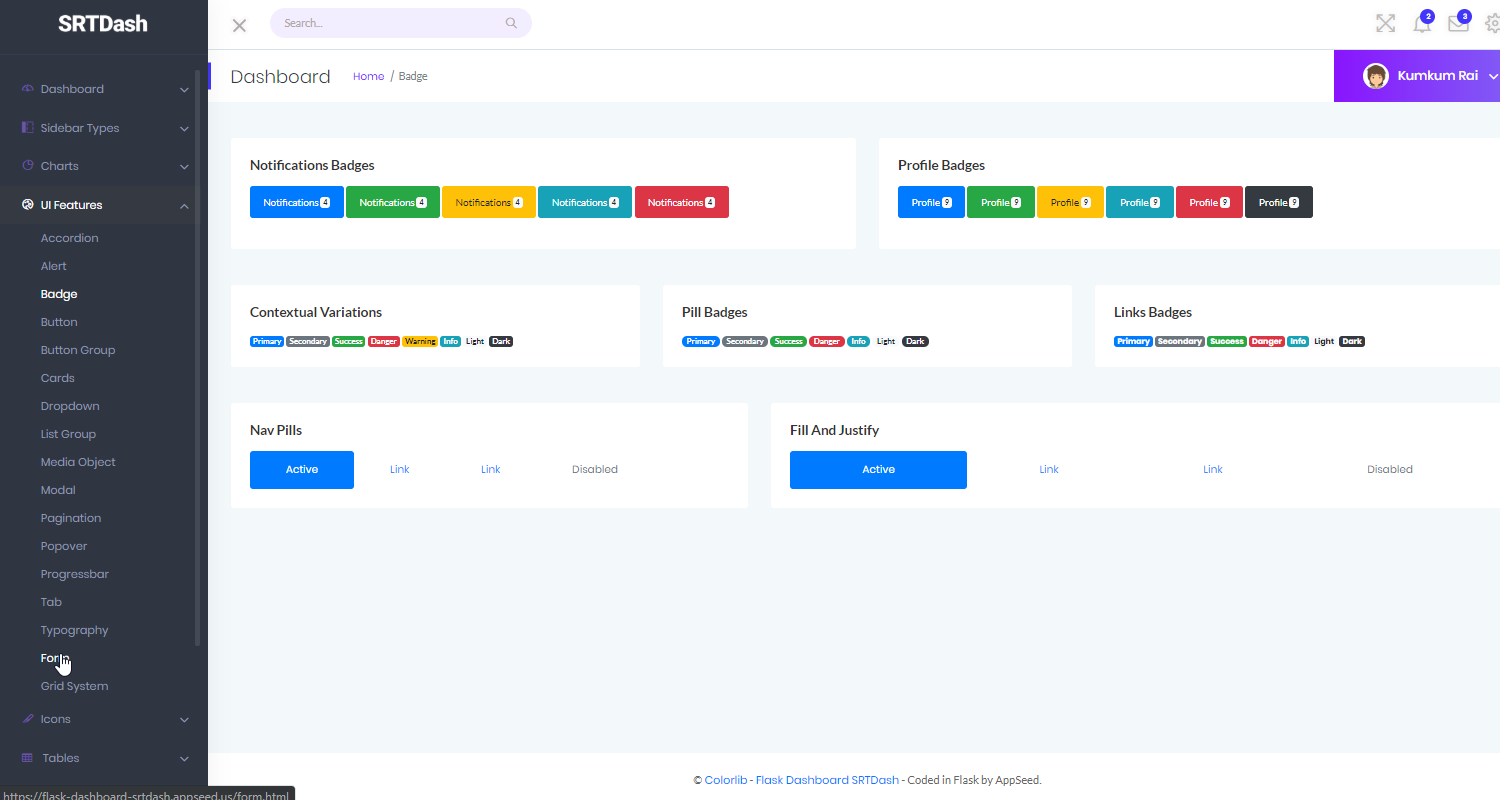 SRTDash
Search...
2
3
Dashboard
Home / Badge
Kumkum Rai
Dashboard
Sidebar Types
Charts
UI Features
Accordion
Alert
Badge
Button
Button Group
Cards
Dropdown
List Group
Media Object
Modal
Pagination
Popover
Progressbar
Tab
Typography
Form
Grid System
Icons
Tables
Notifications Badges
Notifications 4 Notifications 4 Notifications 4 Notifications 4 Notifications 4
Profile Badges
Profile 9 Profile 9 Profile 9 Profile 9 Profile 9 Profile 9
Contextual Variations
Primary Secondary Success Danger Warning Info Light Dark
Pill Badges
Primary Secondary Success Danger Info Light Dark
Links Badges
Primary Secondary Success Danger Info Light Dark
Nav Pills
Active Link Link Disabled
Fill And Justify
Active Link Link Disabled
© Colorlib - Flask Dashboard SRTDash - Coded in Flask by AppSeed.
https://flask-dashboard-srtdash.appseed.us/form.html